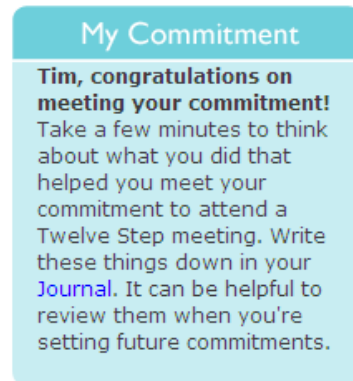 My Commitment
Tim, congratulations on
meeting your commitment!
Take a few minutes to think
about what you did that
helped you meet your
commitment to attend a
Twelve Step meeting. Write
these things down in your
Journal. It can be helpful to
review them when you're
setting future commitments.